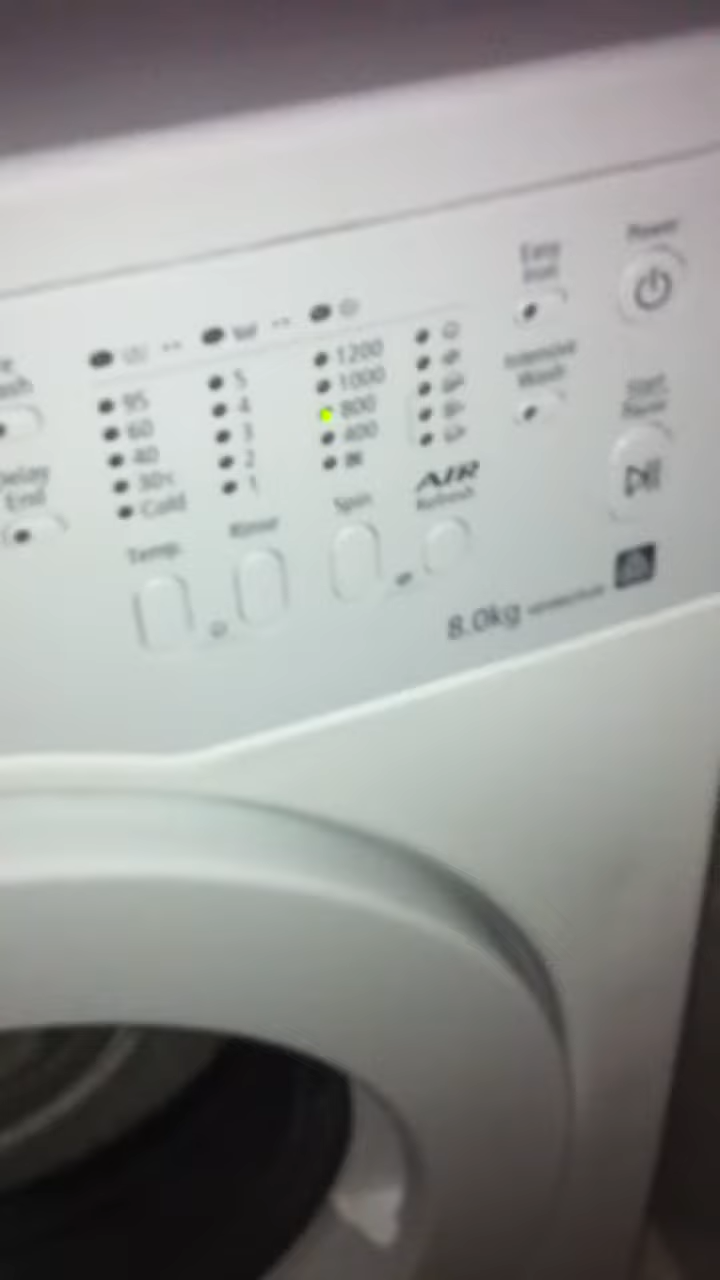 Power
Easy
Iron
Intensive
Wash
Start
Pause
Delay
End
95
60
40
30°c
Cold
Temp.
5
4
3
2
1
Rinse
1200
1000
800
400
Spin
AIR
Refresh
8.0kg